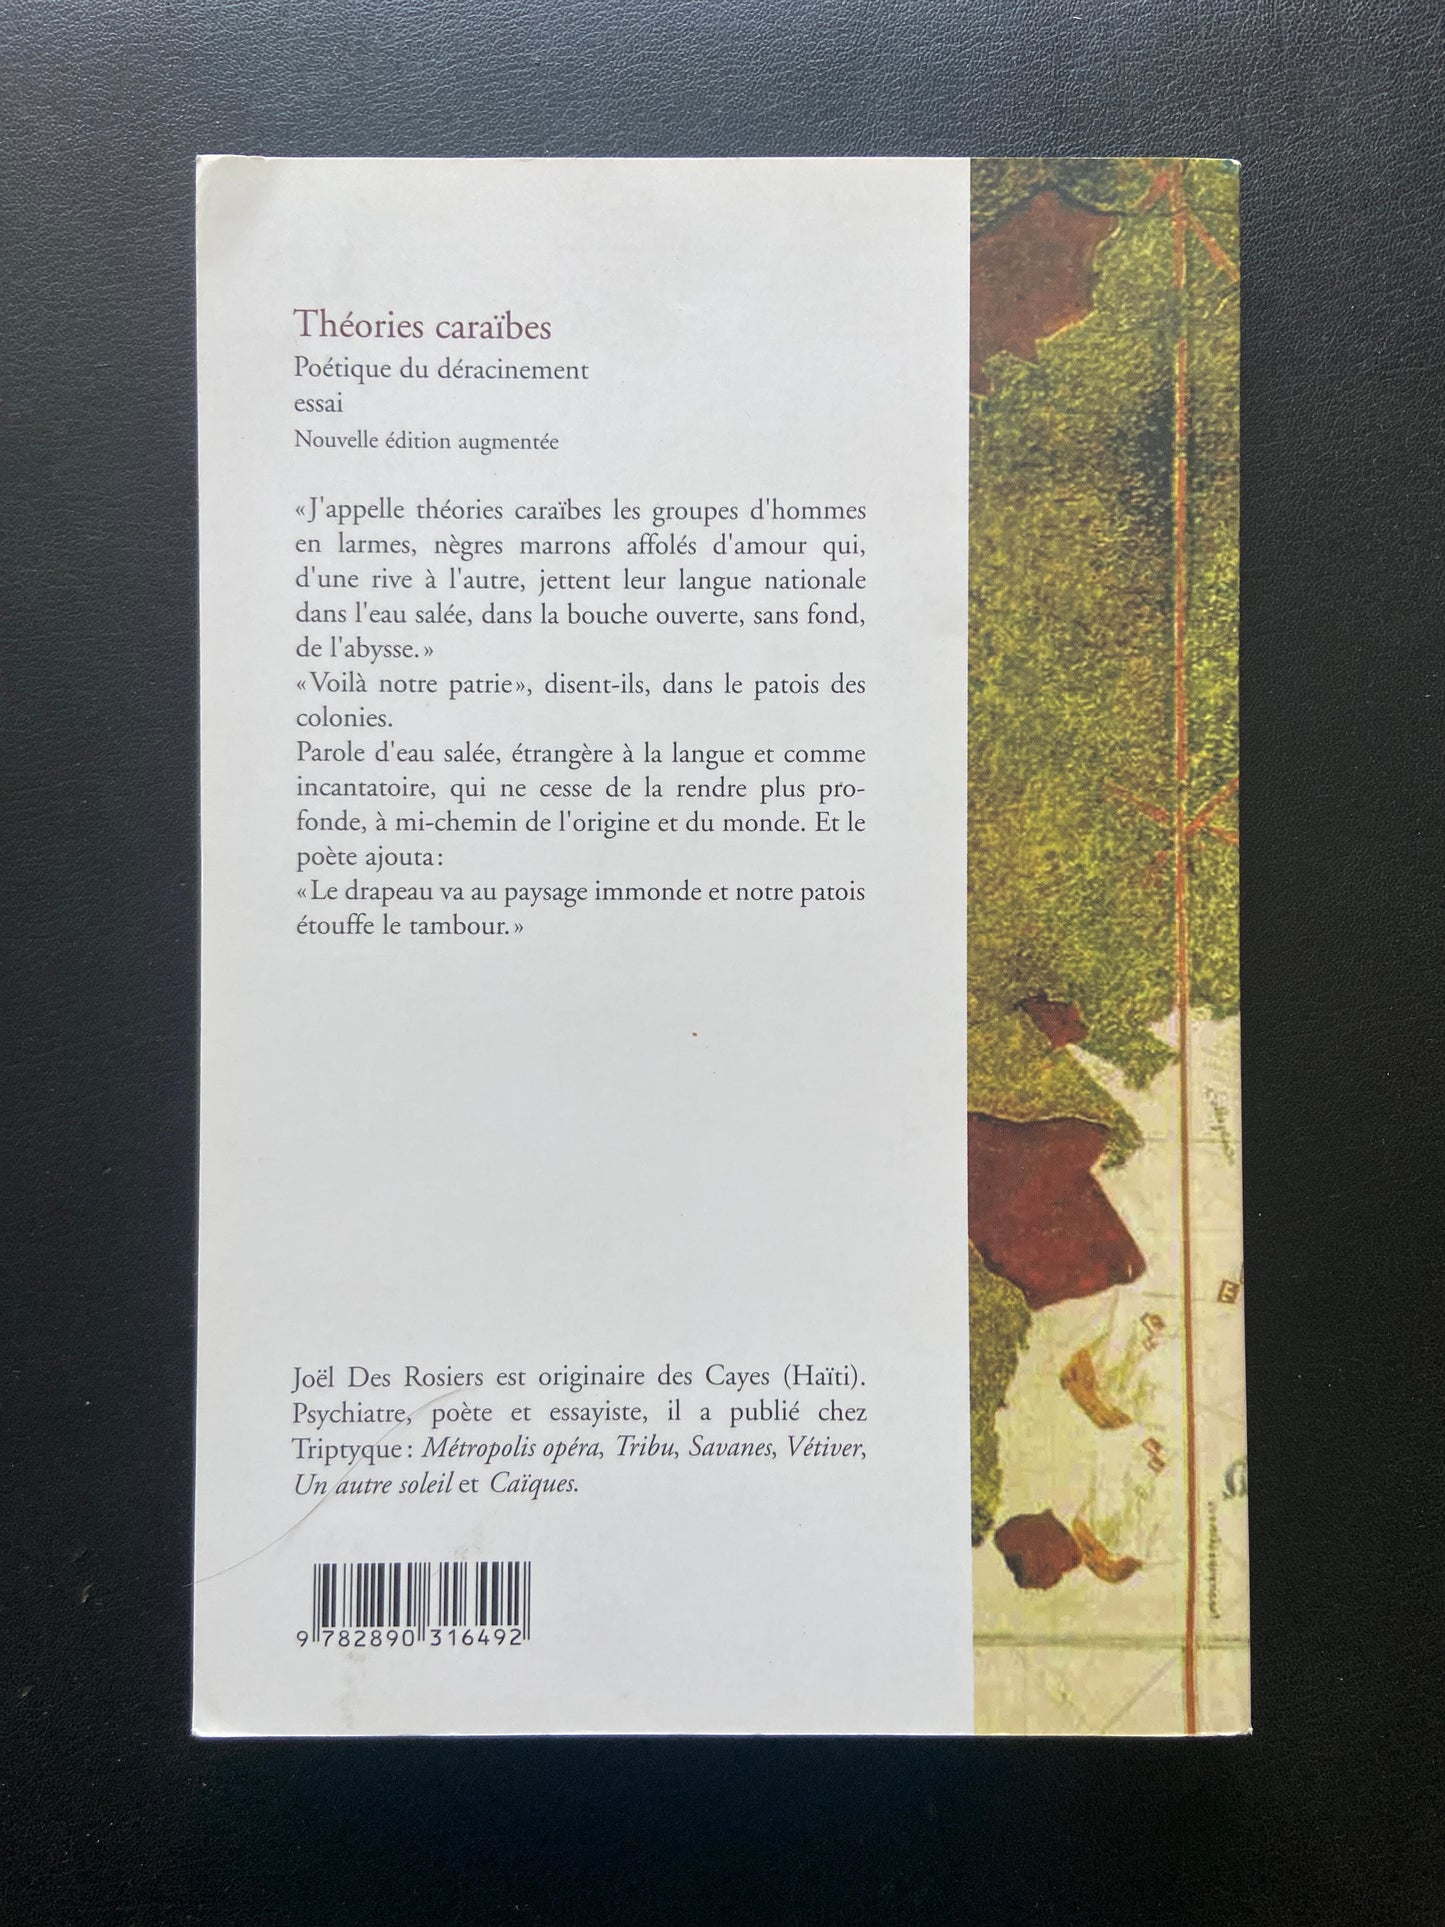 Théories caraïbes
Poétique du déracinement
essai
Nouvelle édition augmentée
«J'appelle théories caraïbes les groupes d'hommes
en larmes, nègres marrons affolés d'amour qui,
d'une rive à l'autre, jettent leur langue nationale
dans l'eau salée, dans la bouche ouverte, sans fond,
de l'abysse.»
«Voilà notre patrie», disent-ils, dans le patois des
colonies.
Parole d'eau salée, étrangère à la langue et comme
incantatoire, qui ne cesse de la rendre plus pro-
fonde, à mi-chemin de l'origine et du monde. Et le
poète ajouta:
«Le drapeau va au paysage immonde et notre patois
étouffe le tambour.»
Joël Des Rosiers est originaire des Cayes (Haïti).
Psychiatre, poète et essayiste, il a publié chez
Triptyque: Métropolis opéra, Tribu, Savanes, Vétiver,
Un autre soleil et Caïques.
9 782890 316492